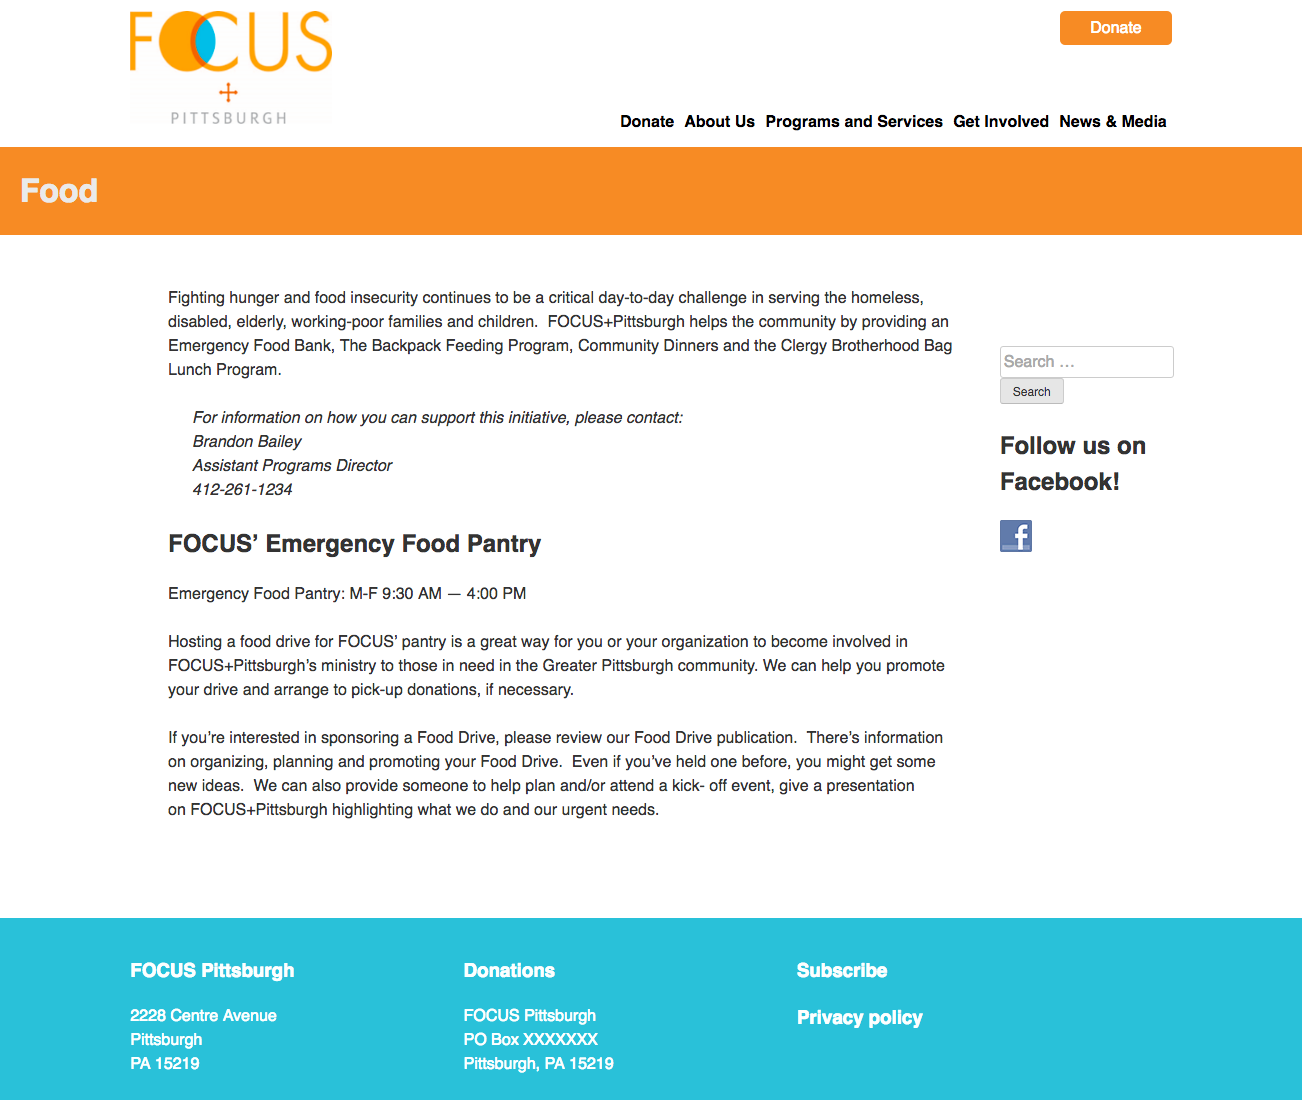 FOCUS
PITTSBURGH
Donate
Donate About Us Programs and Services Get Involved News & Media
Food
Fighting hunger and food insecurity continues to be a critical day-to-day challenge in serving the homeless,
disabled, elderly, working-poor families and children.  FOCUS+Pittsburgh helps the community by providing an
Emergency Food Bank, The Backpack Feeding Program, Community Dinners and the Clergy Brotherhood Bag
Lunch Program.
For information on how you can support this initiative, please contact:
Brandon Bailey
Assistant Programs Director
412-261-1234
FOCUS’ Emergency Food Pantry
Emergency Food Pantry: M-F 9:30 AM — 4:00 PM
Hosting a food drive for FOCUS’ pantry is a great way for you or your organization to become involved in
FOCUS+Pittsburgh’s ministry to those in need in the Greater Pittsburgh community. We can help you promote
your drive and arrange to pick-up donations, if necessary.
If you’re interested in sponsoring a Food Drive, please review our Food Drive publication.  There’s information
on organizing, planning and promoting your Food Drive.  Even if you’ve held one before, you might get some
new ideas.  We can also provide someone to help plan and/or attend a kick- off event, give a presentation
on FOCUS+Pittsburgh highlighting what we do and our urgent needs.
Search …
Search
Follow us on
Facebook!
f
FOCUS Pittsburgh
2228 Centre Avenue
Pittsburgh
PA 15219
Donations
FOCUS Pittsburgh
PO Box XXXXXXX
Pittsburgh, PA 15219
Subscribe
Privacy policy